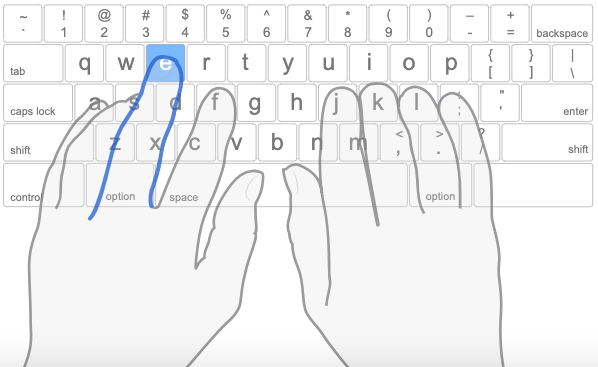 ~ ! @ # $ % ^ & * ( ) _ +
` 1 2 3 4 5 6 7 8 9 0 - = backspace
tab q w e r t y u i o p { [ } ] | \
caps lock a s d f g h j k l : ; " ' enter
shift z x c v b n m < , > . ? / shift
control option space option